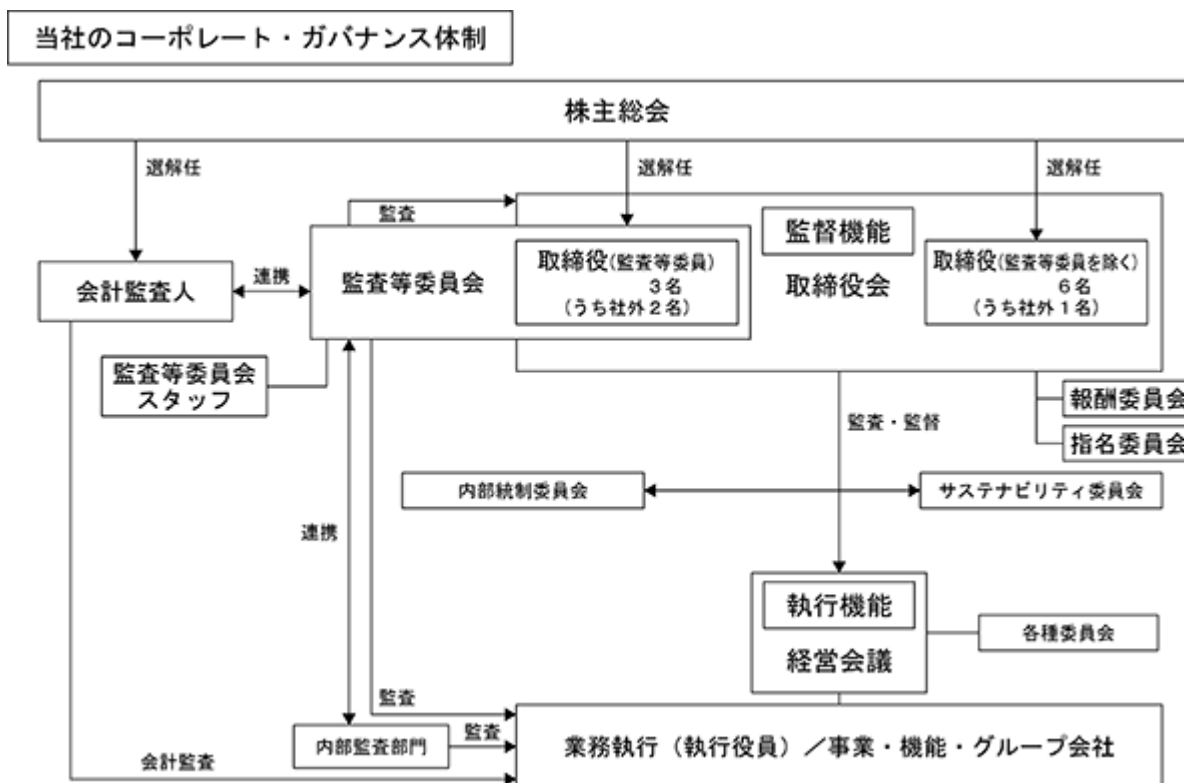 当社のコーポレート・ガバナンス体制
株主総会
選解任
選解任
選解任
監査
監督機能
取締役会
監査等委員会
取締役(監査等委員)
3名
(うち社外2名)
取締役(監査等委員を除く)
6名
(うち社外1名)
会計監査人
連携
監査等委員会
スタッフ
報酬委員会
指名委員会
監査・監督
内部統制委員会
サステナビリティ委員会
連携
執行機能
経営会議
各種委員会
監査
内部監査部門
監査
会計監査
業務執行(執行役員)/事業・機能・グループ会社